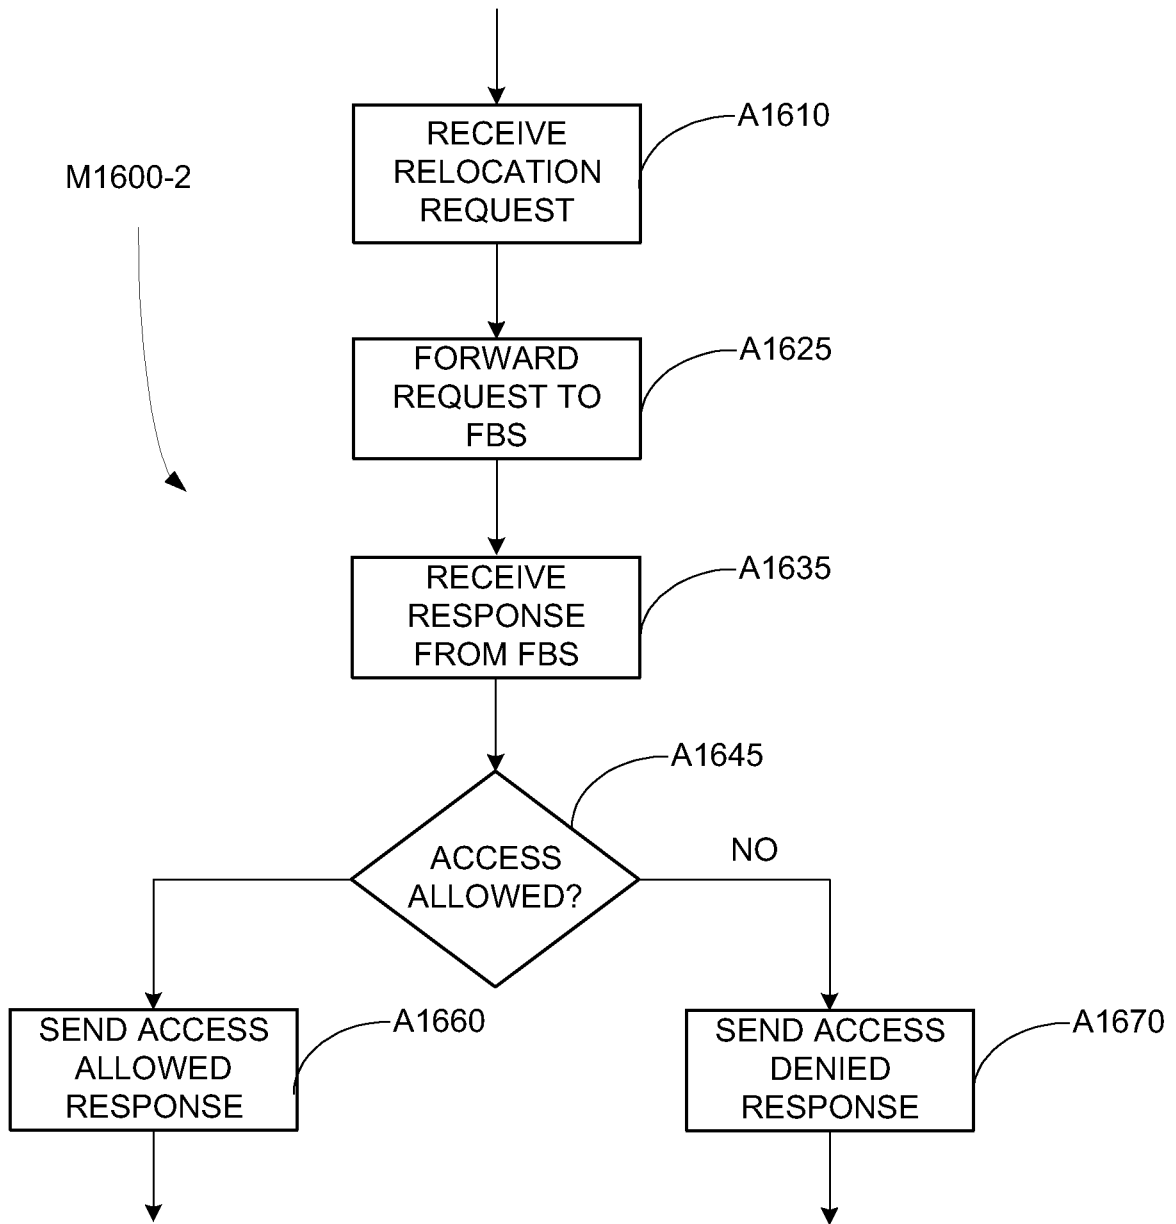 A1610
RECEIVE
RELOCATION
REQUEST
M1600-2
A1625
FORWARD
REQUEST TO
FBS
A1635
RECEIVE
RESPONSE
FROM FBS
A1645
ACCESS
ALLOWED?
NO
A1660
SEND ACCESS
ALLOWED
RESPONSE
A1670
SEND ACCESS
DENIED
RESPONSE